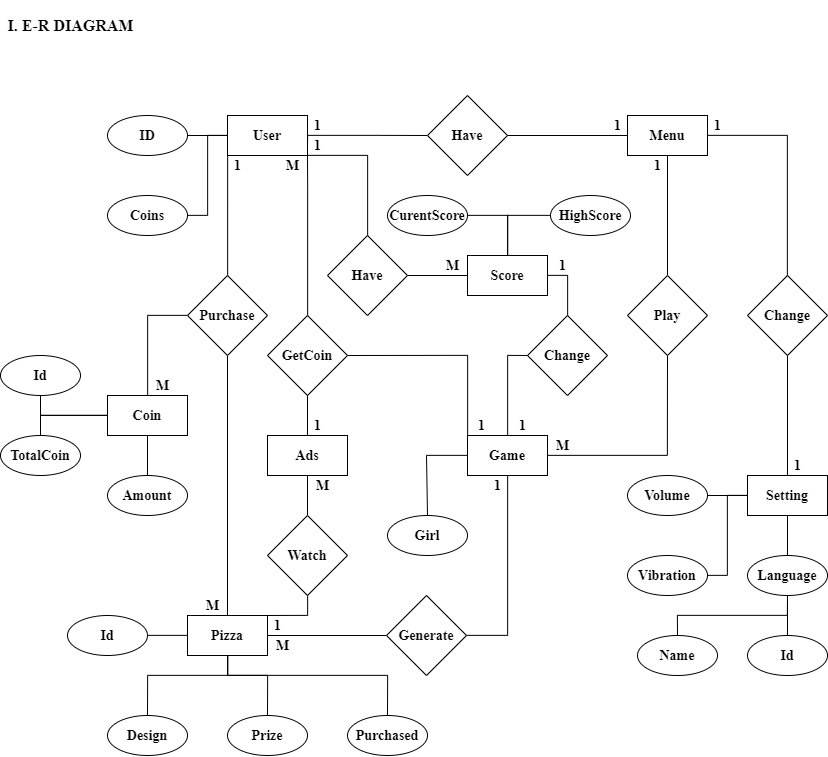 I. E-R DIAGRAM
ID
User
1
Have
1
Menu
1
1
1
M
1
Coins
CurentScore
HighScore
Have
M
Score
1
Purchase
Play
Change
GetCoin
Change
Id
M
Coin
1
1
1
M
TotalCoin
Ads
Game
1
M
1
Amount
Volume
Setting
Girl
Watch
Vibration
Language
M
1
Id
Pizza
M
Generate
Name
Id
Design
Prize
Purchased